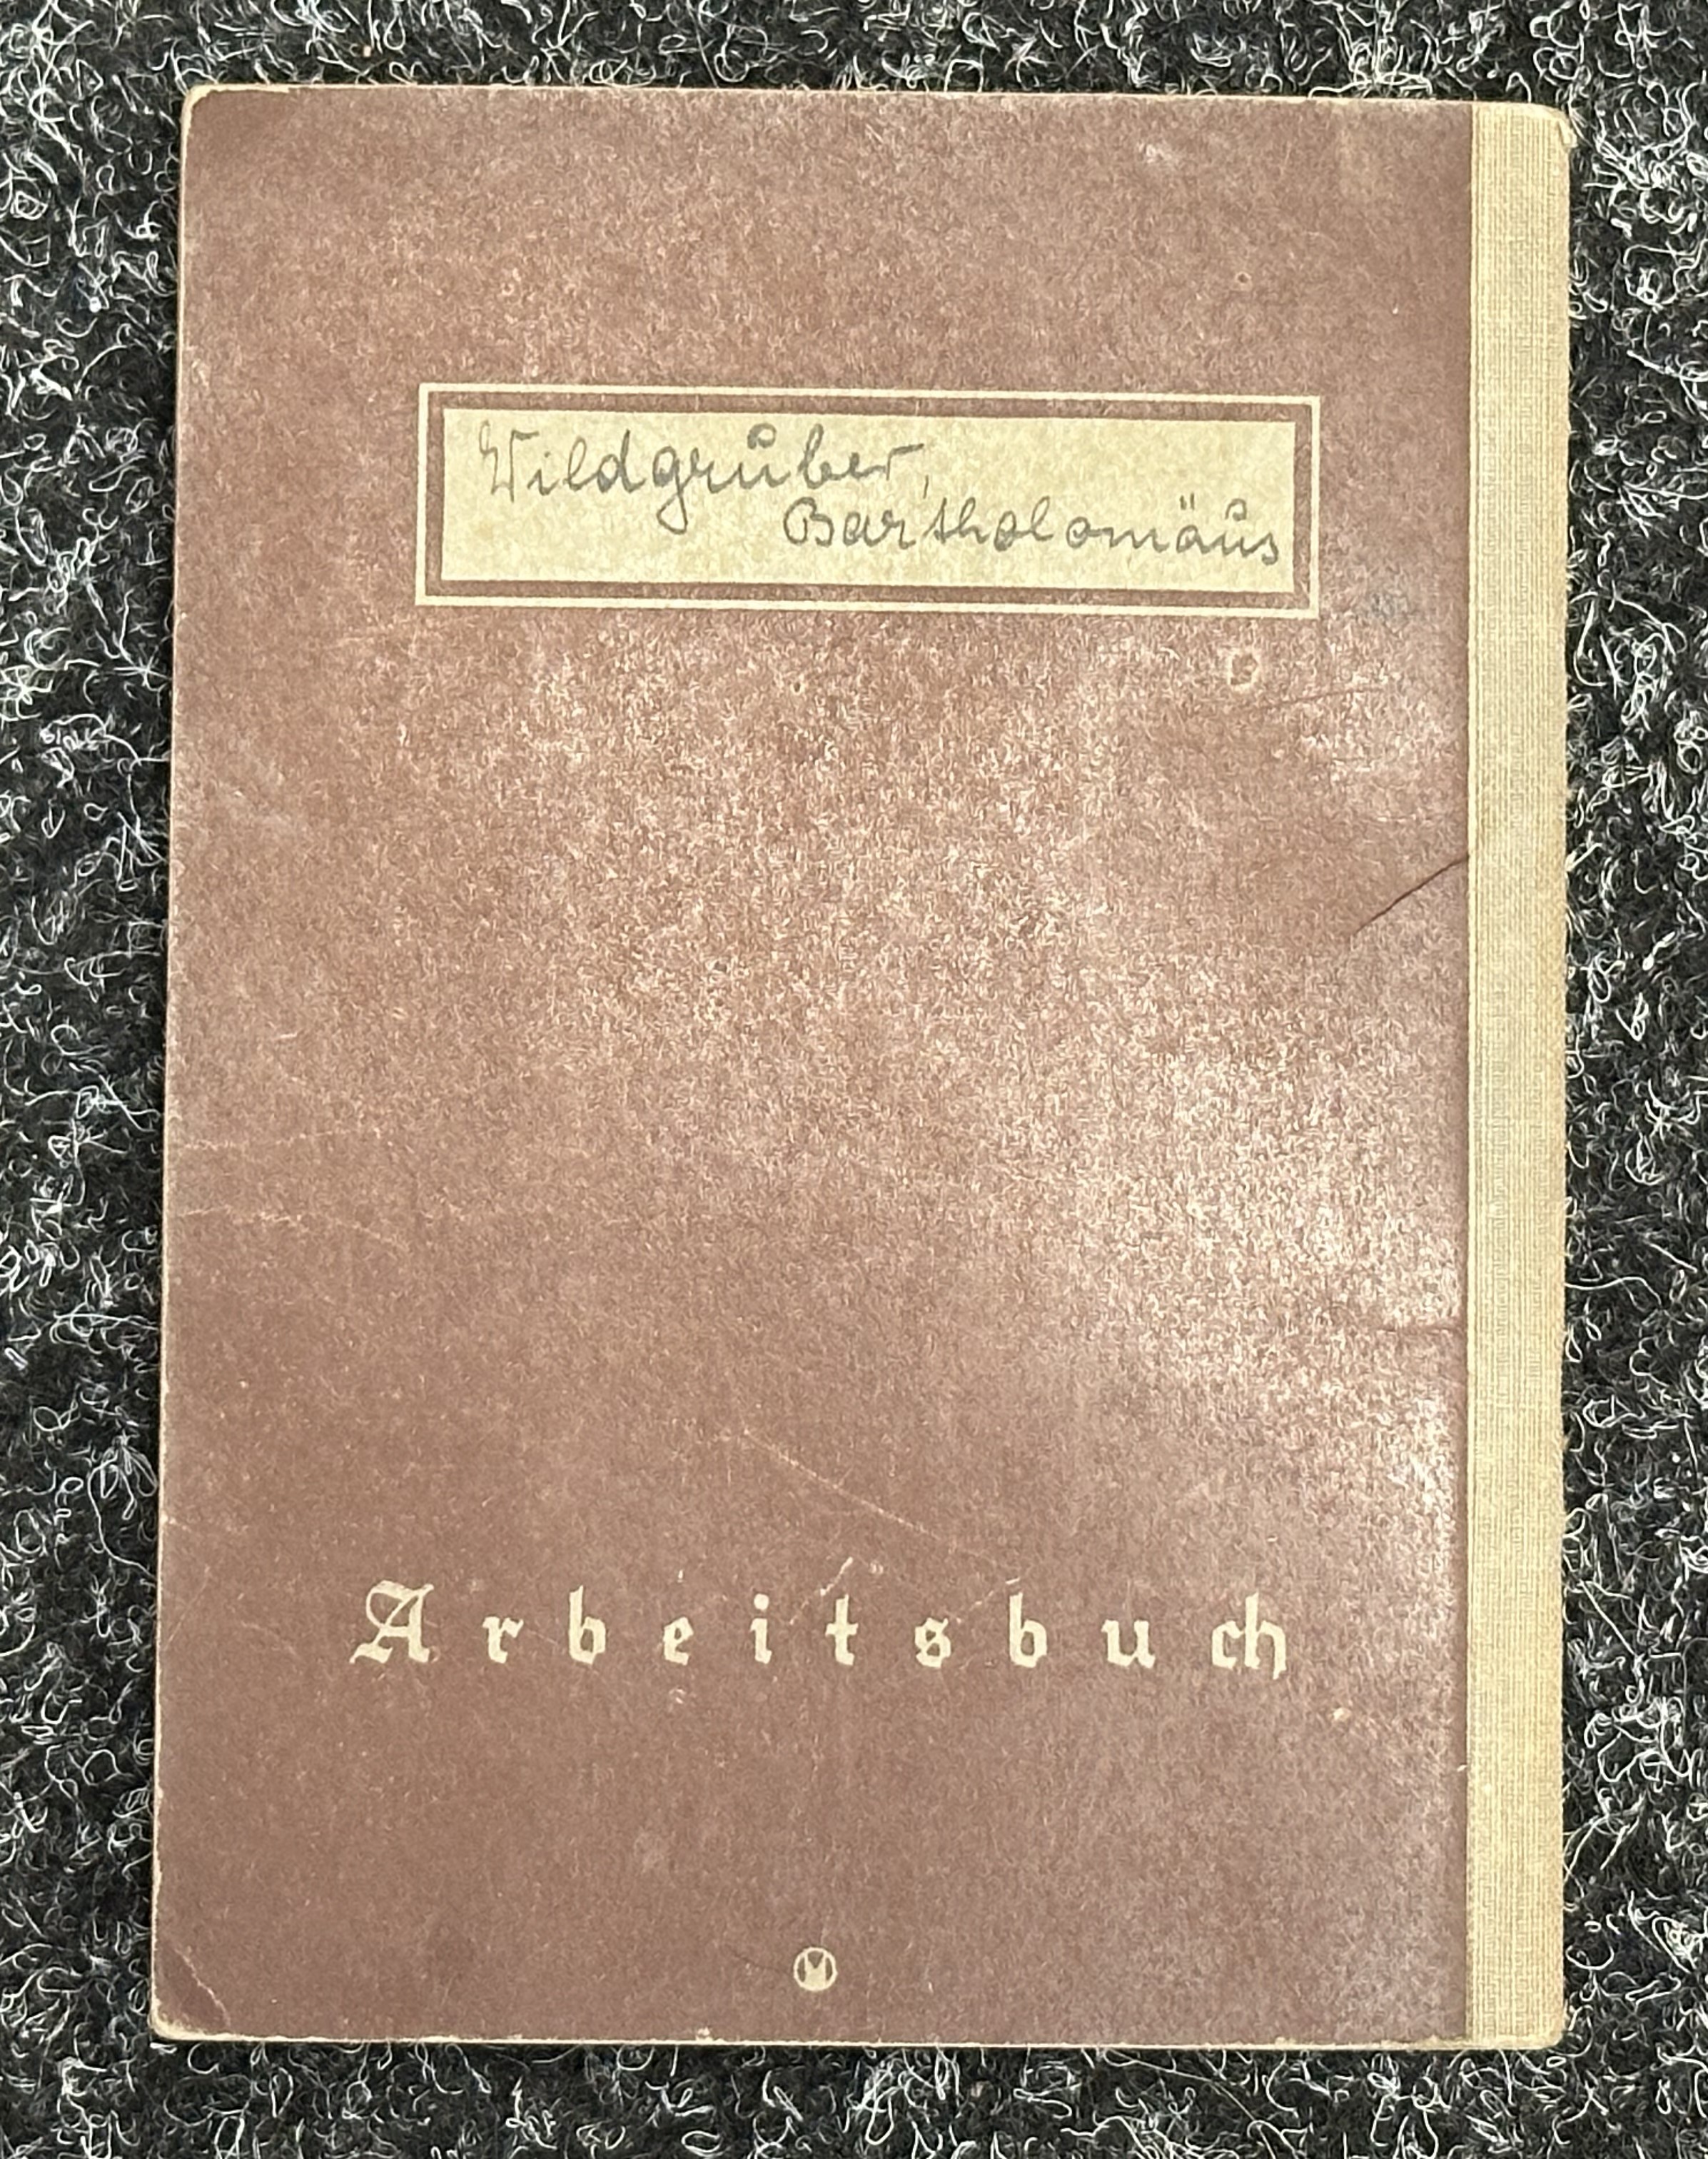 Wildgruber,
Bartholomäus
Arbeitsbuch
M